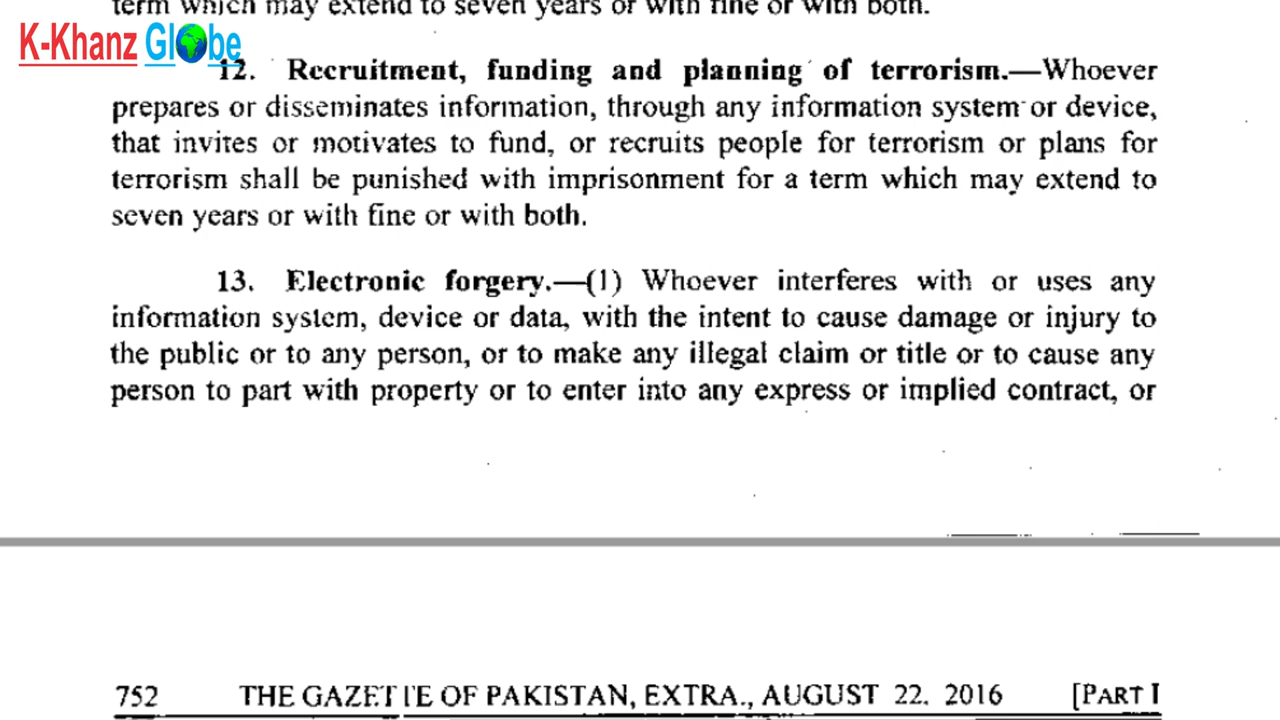 term which may extend to seven years or with fine or with both.
K-Khanz Globe
12. Recruitment, funding and planning of terrorism.—Whoever
prepares or disseminates information, through any information system or device,
that invites or motivates to fund, or recruits people for terrorism or plans for
terrorism shall be punished with imprisonment for a term which may extend to
seven years or with fine or with both.
13. Electronic forgery.—(1) Whoever interferes with or uses any
information system, device or data, with the intent to cause damage or injury to
the public or to any person, or to make any illegal claim or title or to cause any
person to part with property or to enter into any express or implied contract, or
752 THE GAZETTE OF PAKISTAN, EXTRA., AUGUST 22, 2016 [PART I